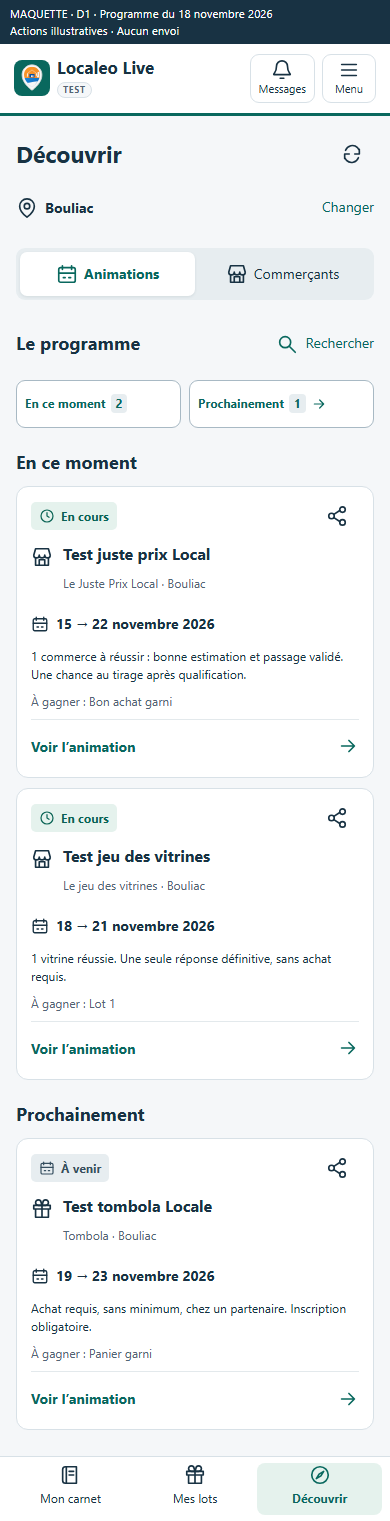 MAQUETTE · D1 · Programme du 18 novembre 2026
Actions illustratives · Aucun envoi
Localeo Live
TEST
Messages
Menu
Découvrir
Bouliac
Changer
Animations
Commerçants
Le programme
Rechercher
En ce moment 2
Prochainement 1 →
En ce moment
En cours
Test juste prix Local
Le Juste Prix Local · Bouliac
15 → 22 novembre 2026
1 commerce à réussir : bonne estimation et passage validé.
Une chance au tirage après qualification.
À gagner : Bon achat garni
Voir l’animation →
En cours
Test jeu des vitrines
Le jeu des vitrines · Bouliac
18 → 21 novembre 2026
1 vitrine réussie. Une seule réponse définitive, sans achat
requis.
À gagner : Lot 1
Voir l’animation →
Prochainement
À venir
Test tombola Locale
Tombola · Bouliac
19 → 23 novembre 2026
Achat requis, sans minimum, chez un partenaire. Inscription
obligatoire.
À gagner : Panier garni
Voir l’animation →
Mon carnet
Mes lots
Découvrir